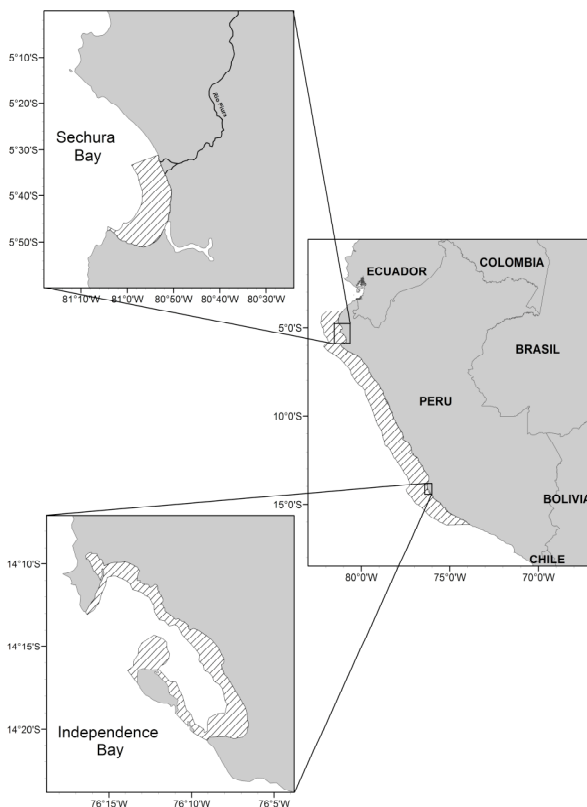 5°10'S
5°20'S
Rio Piura
Sechura
Bay
5°30'S
5°40'S
5°50'S
81°10'W 81°0'W 80°50'W 80°40'W 80°30'W
COLOMBIA
ECUADOR
5°0'S
BRASIL
PERU
10°0'S
BOLIVIA
15°0'S
CHILE
80°0'W 75°0'W 70°0'W
14°10'S
14°15'S
14°20'S
Independence
Bay
76°15'W 76°10'W 76°5'W